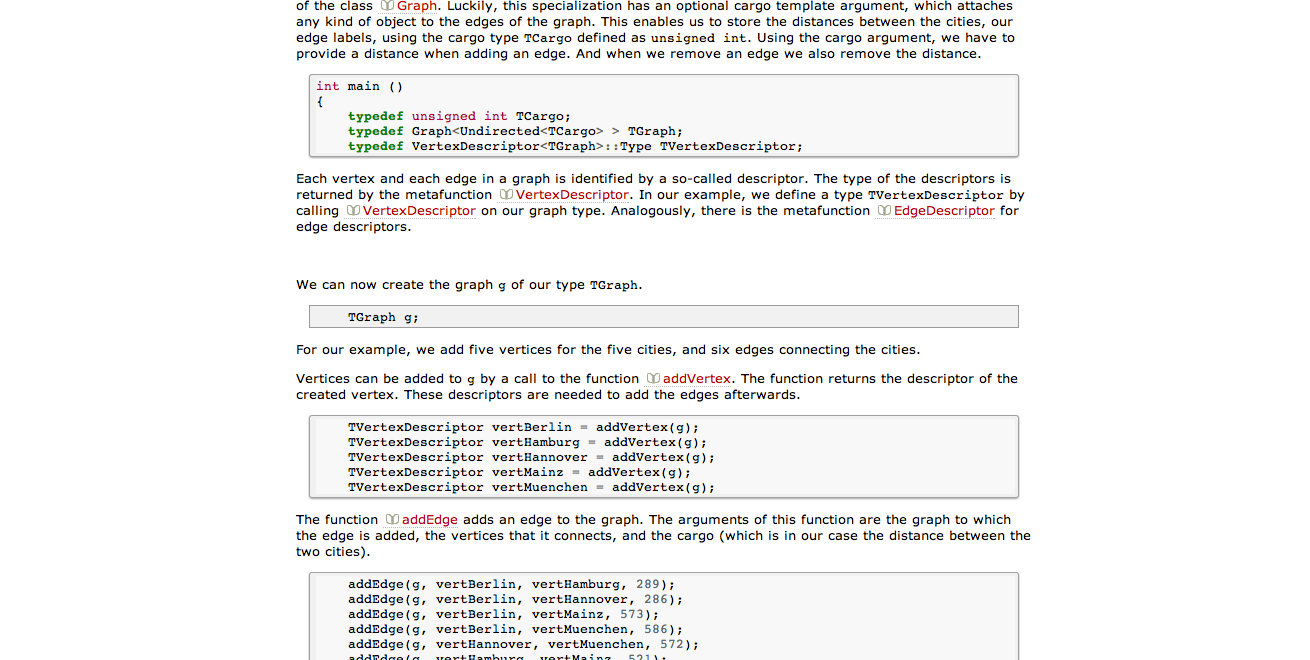 of the class Graph. Luckily, this specialization has an optional cargo template argument, which attaches
any kind of object to the edges of the graph. This enables us to store the distances between the cities, our
edge labels, using the cargo type TCargo defined as unsigned int. Using the cargo argument, we have to
provide a distance when adding an edge. And when we remove an edge we also remove the distance.
int main ()
{
    typedef unsigned int TCargo;
    typedef Graph<Undirected<TCargo> > TGraph;
    typedef VertexDescriptor<TGraph>::Type TVertexDescriptor;
Each vertex and each edge in a graph is identified by a so-called descriptor. The type of the descriptors is
returned by the metafunction VertexDescriptor. In our example, we define a type TVertexDescriptor by
calling VertexDescriptor on our graph type. Analogously, there is the metafunction EdgeDescriptor for
edge descriptors.
We can now create the graph g of our type TGraph.
    TGraph g;
For our example, we add five vertices for the five cities, and six edges connecting the cities.
Vertices can be added to g by a call to the function addVertex. The function returns the descriptor of the
created vertex. These descriptors are needed to add the edges afterwards.
    TVertexDescriptor vertBerlin = addVertex(g);
    TVertexDescriptor vertHamburg = addVertex(g);
    TVertexDescriptor vertHannover = addVertex(g);
    TVertexDescriptor vertMainz = addVertex(g);
    TVertexDescriptor vertMuenchen = addVertex(g);
The function addEdge adds an edge to the graph. The arguments of this function are the graph to which
the edge is added, the vertices that it connects, and the cargo (which is in our case the distance between the
two cities).
    addEdge(g, vertBerlin, vertHamburg, 289);
    addEdge(g, vertBerlin, vertHannover, 286);
    addEdge(g, vertBerlin, vertMainz, 573);
    addEdge(g, vertBerlin, vertMuenchen, 586);
    addEdge(g, vertHannover, vertMuenchen, 572);
    addEdge(g, vertHamburg, vertMainz, 521);